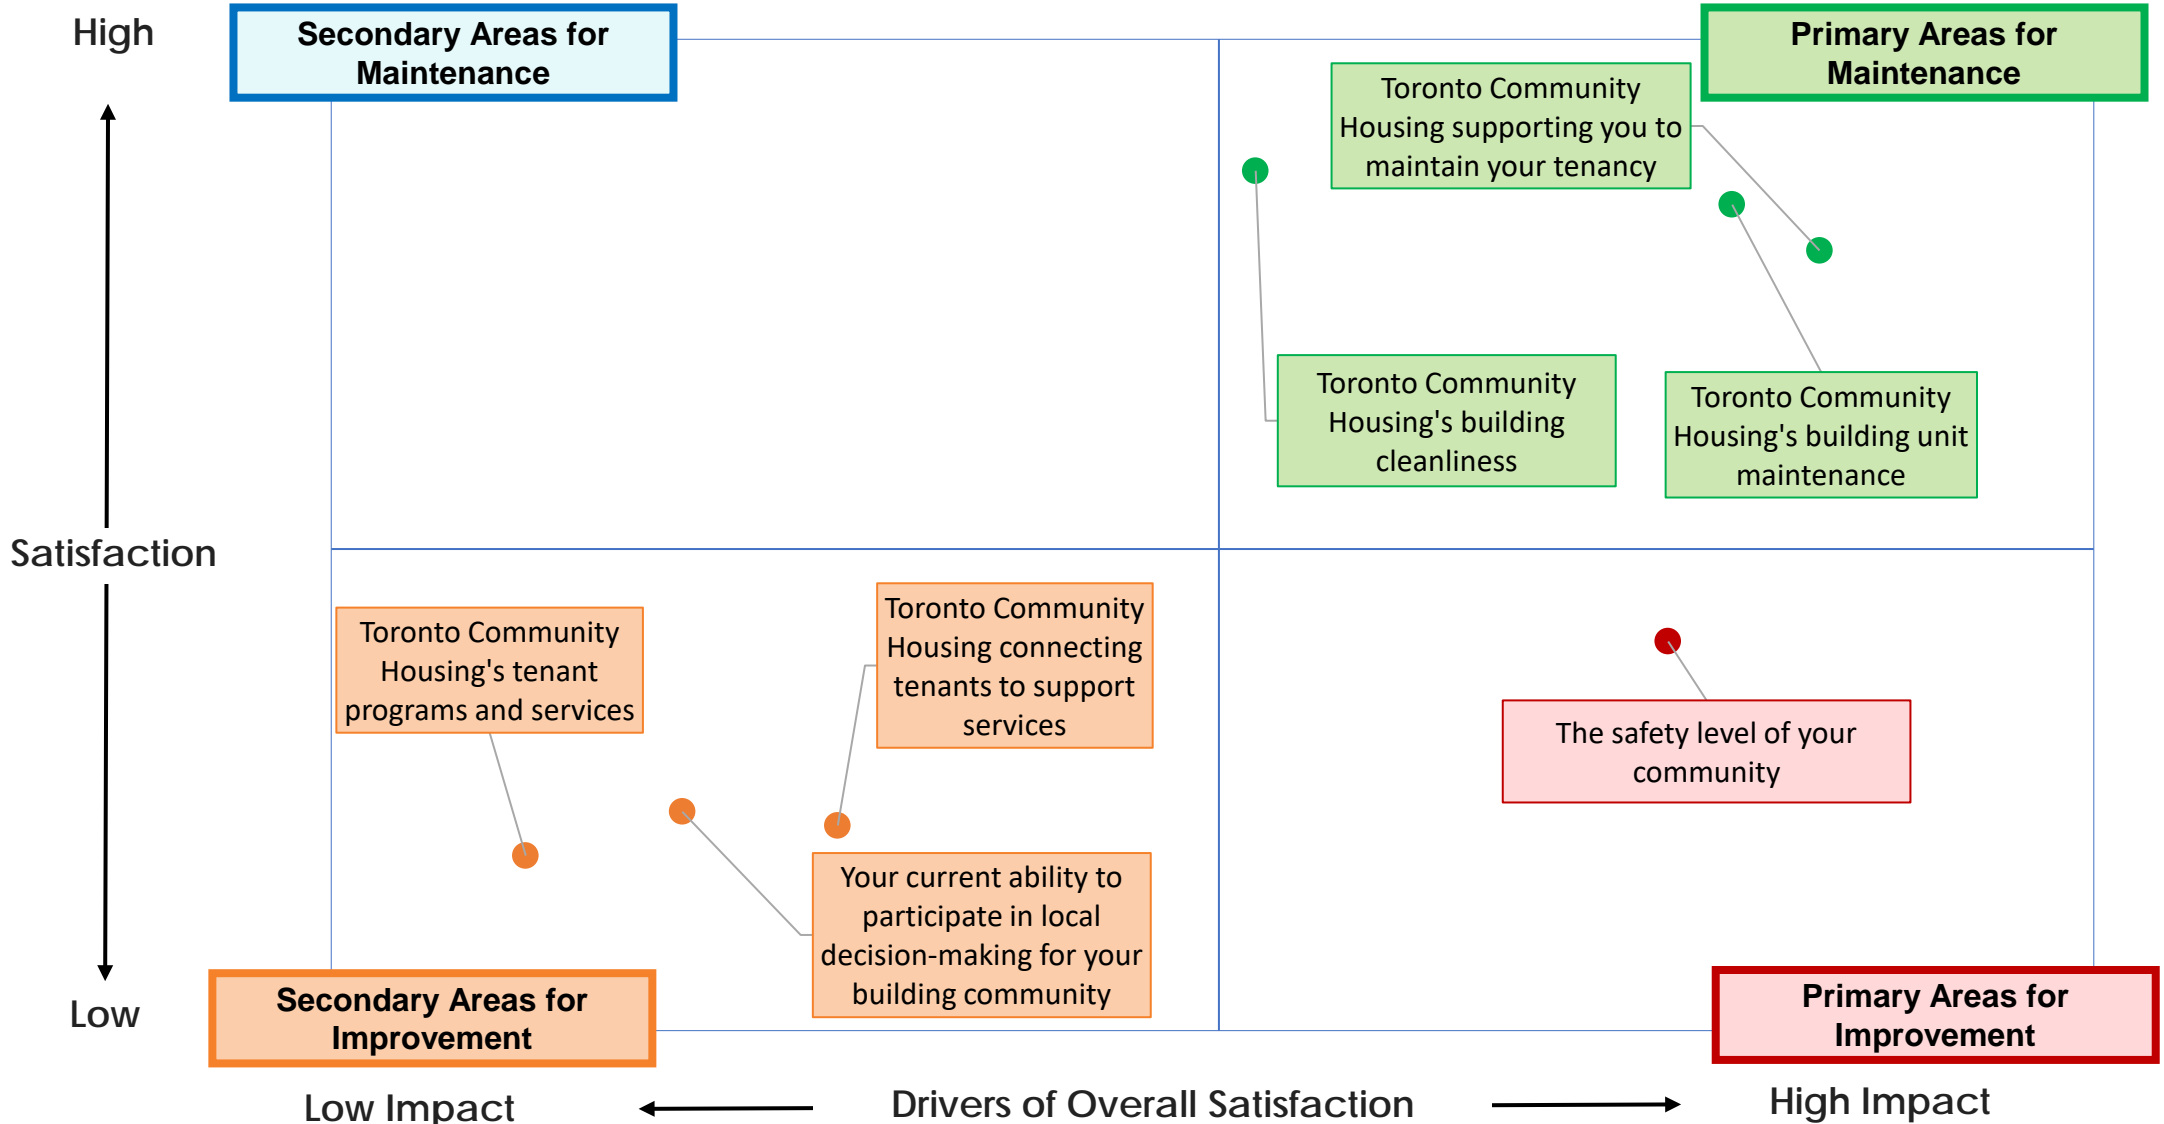 High
Secondary Areas for
Maintenance
Primary Areas for
Maintenance
Toronto Community
Housing supporting you to
maintain your tenancy
Toronto Community
Housing's building
cleanliness
Toronto Community
Housing's building unit
maintenance
Satisfaction
Toronto Community
Housing's tenant
programs and services
Toronto Community
Housing connecting
tenants to support
services
The safety level of your
community
Your current ability to
participate in local
decision-making for your
building community
Low
Secondary Areas for
Improvement
Primary Areas for
Improvement
Low Impact
Drivers of Overall Satisfaction
High Impact